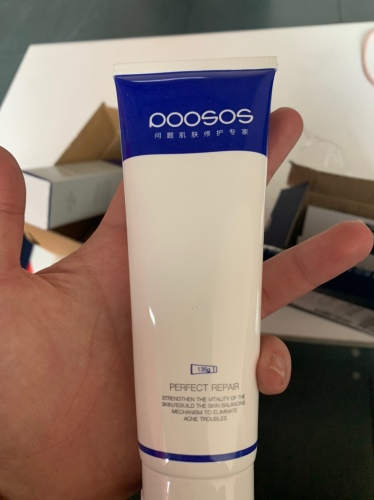 poosos
问题肌肤修护专家
135g
PERFECT REPAIR
STRENGTHEN THE VITALITY OF THE
SKIN,REBUILD THE SKIN BALANCING
MECHANISM TO ELIMINATE
ACNE TROUBLES